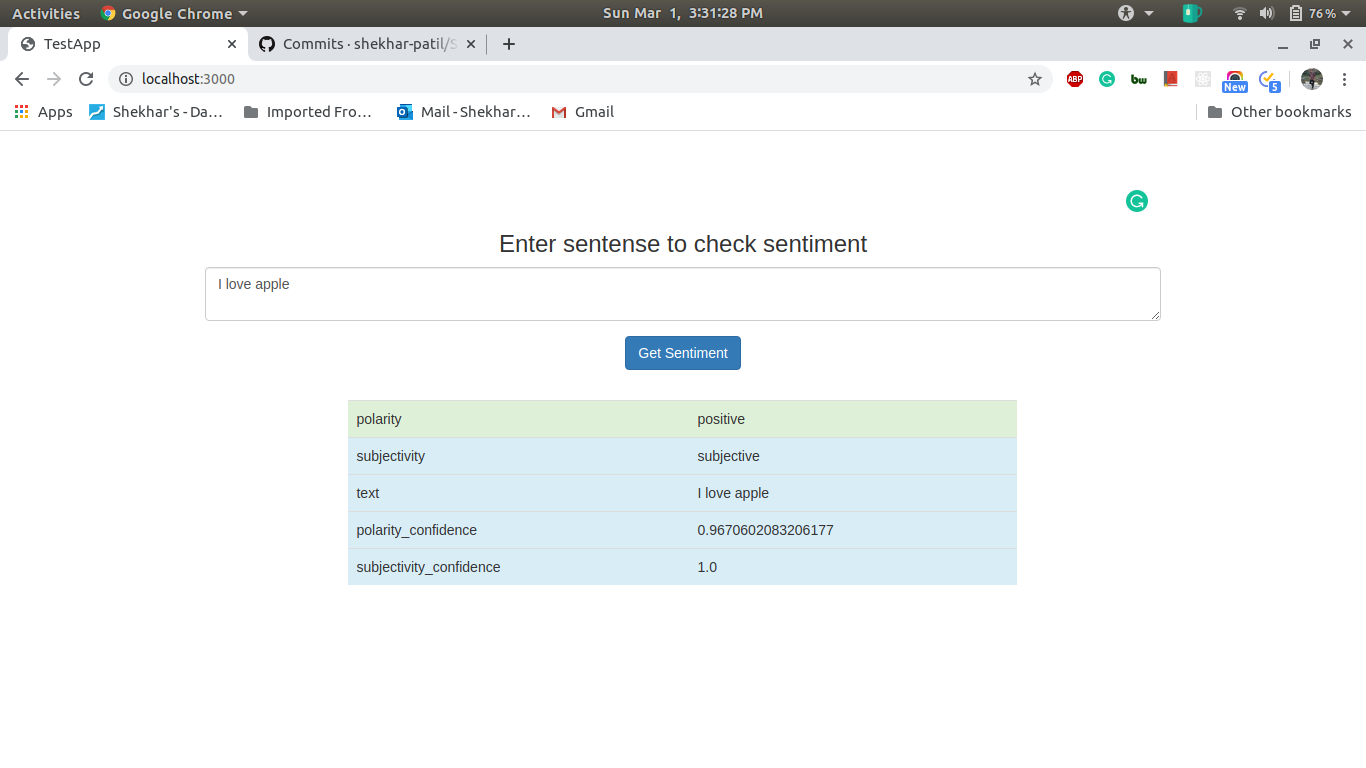 Activities Google Chrome Sun Mar 1, 3:31:28 PM 76%
TestApp Commits · shekhar-patil/S
localhost:3000 ABP bw New 5
Apps Shekhar's - Da... Imported Fro... Mail - Shekhar... Gmail Other bookmarks
Enter sentense to check sentiment
I love apple
Get Sentiment
polarity positive
subjectivity subjective
text I love apple
polarity_confidence 0.9670602083206177
subjectivity_confidence 1.0